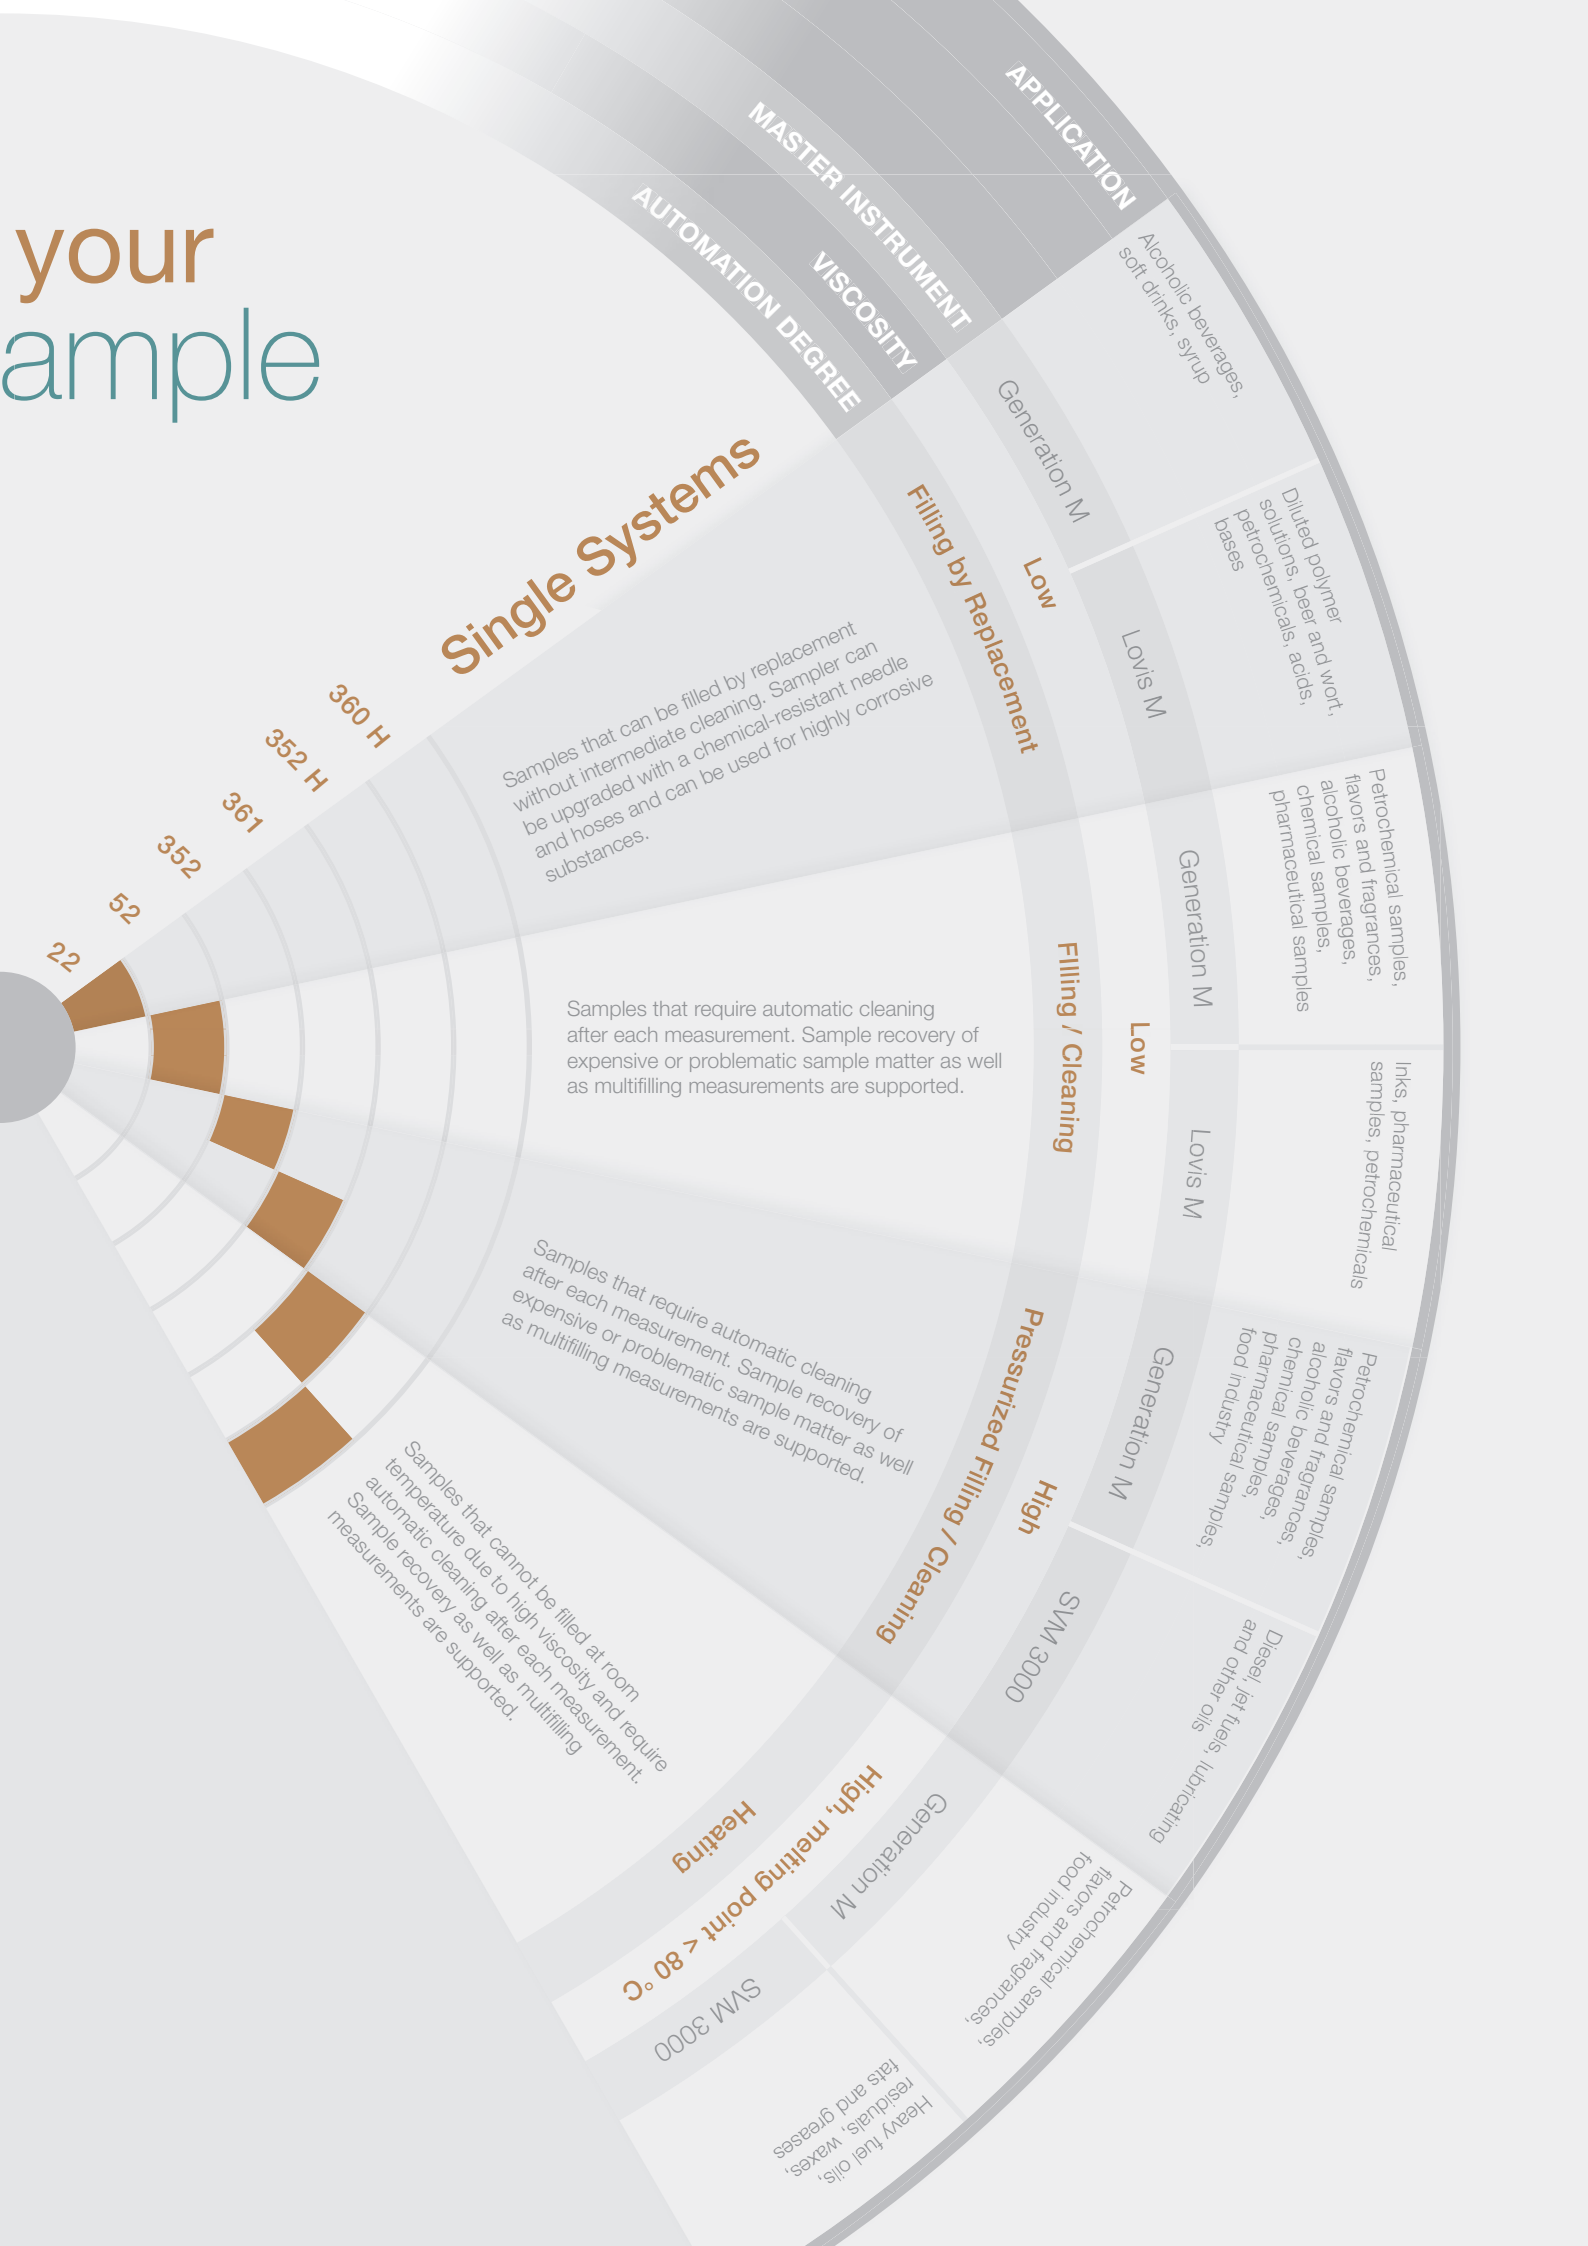 your
ample
APPLICATION
MASTER INSTRUMENT
VISCOSITY
AUTOMATION DEGREE
Single Systems
360 H
352 H
361
352
52
22
Samples that can be filled by replacement
without intermediate cleaning. Sampler can
be upgraded with a chemical-resistant needle
and hoses and can be used for highly corrosive
substances.
Filling by Replacement
Low
Generation M
Alcoholic beverages,
soft drinks, syrup
Lovis M
Diluted polymer
solutions, beer and wort,
petrochemicals, acids,
bases
Samples that require automatic cleaning
after each measurement. Sample recovery of
expensive or problematic sample matter as well
as multifilling measurements are supported.
FIlling / Cleaning
Low
Generation M
Petrochemical samples,
flavors and fragrances,
alcoholic beverages,
chemical samples,
pharmaceutical samples
Lovis M
Inks, pharmaceutical
samples, petrochemicals
Samples that require automatic cleaning
after each measurement. Sample recovery of
expensive or problematic sample matter as well
as multifilling measurements are supported.
Pressurized Filling / Cleaning
High
Generation M
Petrochemical samples,
flavors and fragrances,
alcoholic beverages,
chemical samples,
pharmaceutical samples,
food industry
SVM 3000
Diesel, jet fuels, lubricating
and other oils
Samples that cannot be filled at room
temperature due to high viscosity and require
automatic cleaning after each measurement.
Sample recovery as well as multifilling
measurements are supported.
Heating
High, melting point < 80 °C
Generation M
Petrochemical samples,
flavors and fragrances,
food industry
SVM 3000
Heavy fuel oils,
residuals, waxes,
fats and greases